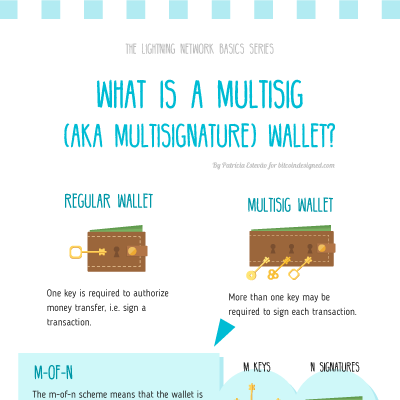 THE LIGHTNING NETWORK BASICS SERIES
WHAT IS A MULTISIG
(AKA MULTISIGNATURE) WALLET?
By Patricia Estevão for bitcoindesigned.com
REGULAR WALLET
One key is required to authorize
money transfer, i.e. sign a
transaction.
MULTISIG WALLET
More than one key may be
required to sign each transaction.
M-OF-N
The m-of-n scheme means that the wallet is
M KEYS
N SIGNATURES